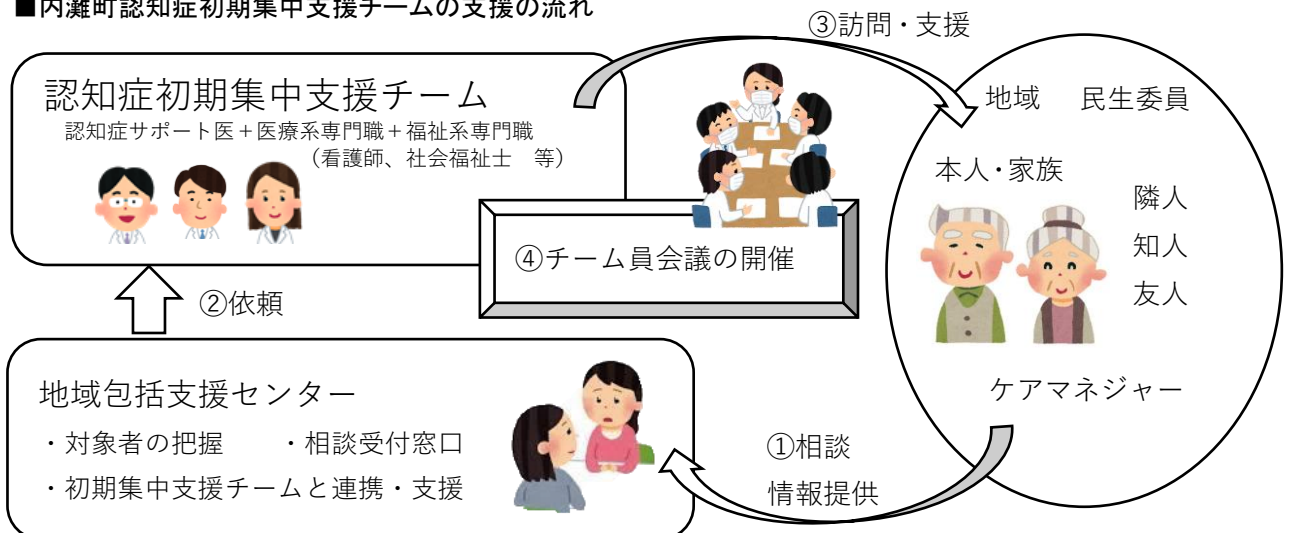 ■内灘町認知症初期集中支援チームの支援の流れ
③訪問・支援
認知症初期集中支援チーム
認知症サポート医＋医療系専門職＋福祉系専門職
（看護師、社会福祉士　等）
地域　民生委員
本人・家族
隣人
知人
友人
ケアマネジャー
④チーム員会議の開催
②依頼
地域包括支援センター
・対象者の把握　・相談受付窓口
・初期集中支援チームと連携・支援
①相談
情報提供